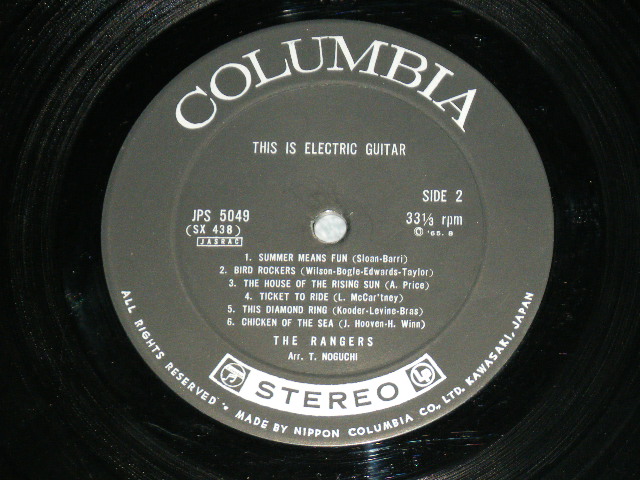 COLUMBIA
THIS IS ELECTRIC GUITAR
JPS 5049
(SX 438)
JASRAC
SIDE 2
33⅓ rpm
© '65. 8
1. SUMMER MEANS FUN (Sloan-Barri)
2. BIRD ROCKERS (Wilson-Bogle-Edwards-Taylor)
3. THE HOUSE OF THE RISING SUN (A. Price)
4. TICKET TO RIDE (L. McCar'tney)
5. THIS DIAMOND RING (Kooder-Levine-Bras)
6. CHICKEN OF THE SEA (J. Hooven-H. Winn)
THE RANGERS
Arr. T. NOGUCHI
STEREO
LP
ALL RIGHTS RESERVED · MADE BY NIPPON COLUMBIA CO., LTD. KAWASAKI, JAPAN